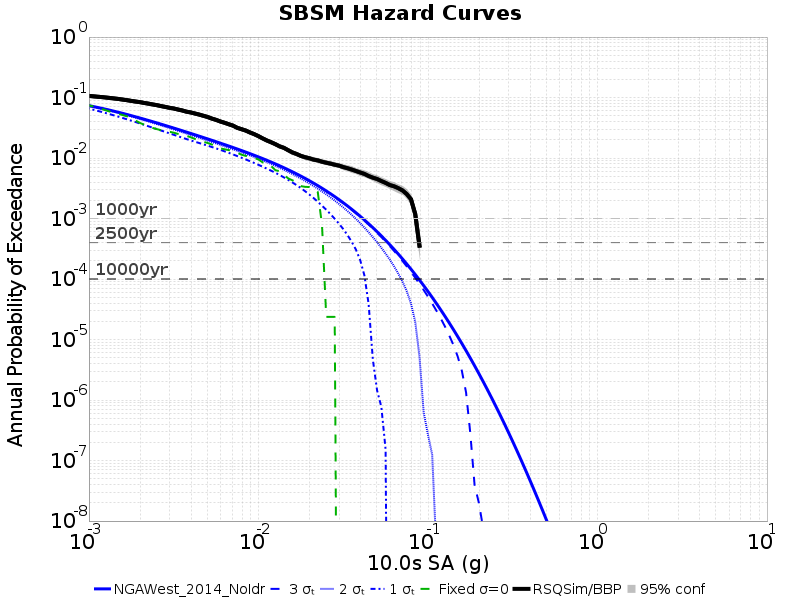 SBSM Hazard Curves
Annual Probability of Exceedance
10^0
10^-1
10^-2
10^-3
10^-4
10^-5
10^-6
10^-7
10^-8
1000yr
2500yr
10000yr
10^-3 10^-2 10^-1 10^0 10^1
10.0s SA (g)
NGAWest_2014_NoIdr 3 σₜ 2 σₜ 1 σₜ Fixed σ=0 RSQSim/BBP 95% conf